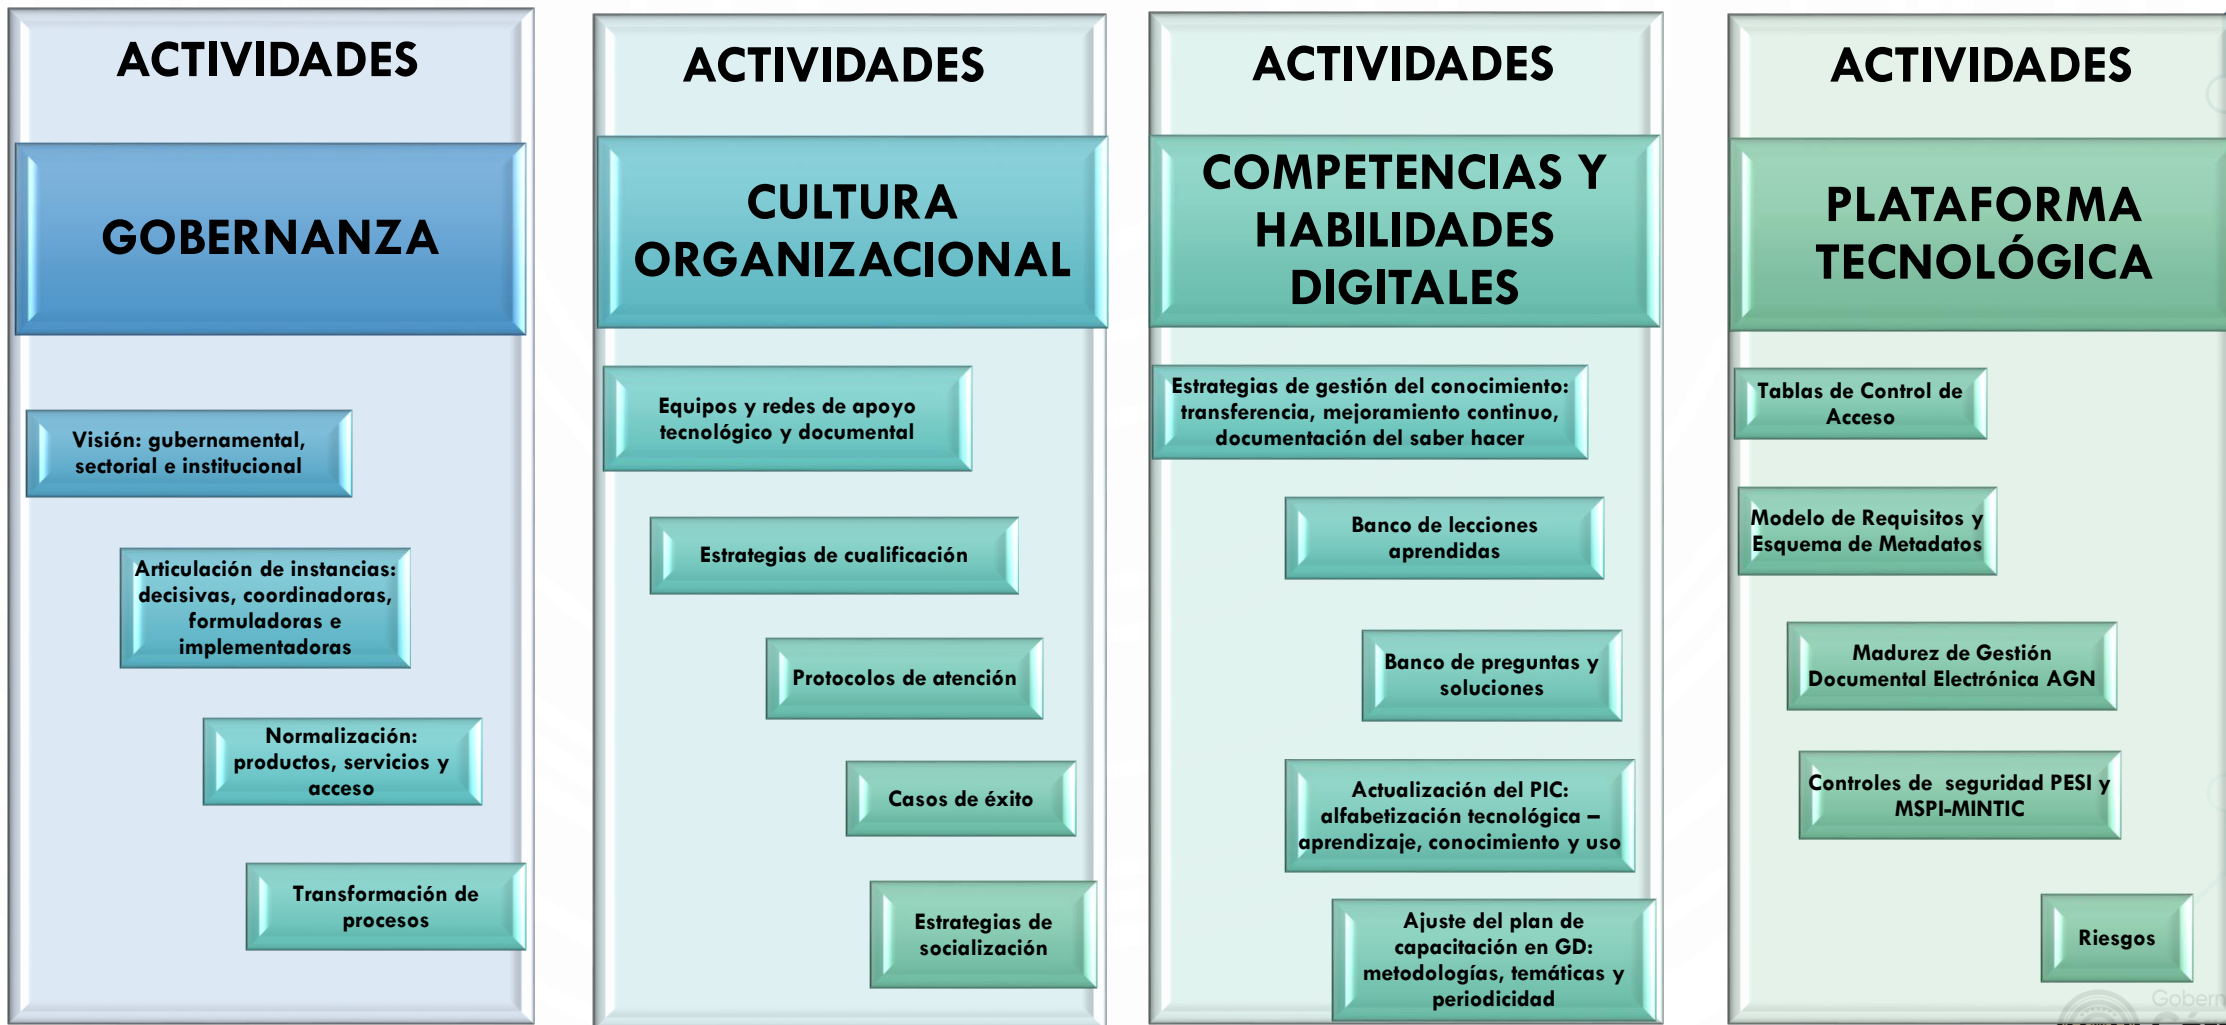 ACTIVIDADES
GOBERNANZA
Visión: gubernamental,
sectorial e institucional
Articulación de instancias:
decisivas, coordinadoras,
formuladoras e
implementadoras
Normalización:
productos, servicios y
acceso
Transformación de
procesos
ACTIVIDADES
CULTURA
ORGANIZACIONAL
Equipos y redes de apoyo
tecnológico y documental
Estrategias de cualificación
Protocolos de atención
Casos de éxito
Estrategias de
socialización
ACTIVIDADES
COMPETENCIAS Y
HABILIDADES
DIGITALES
Estrategias de gestión del conocimiento:
transferencia, mejoramiento continuo,
documentación del saber hacer
Banco de lecciones
aprendidas
Banco de preguntas y
soluciones
Actualización del PIC:
alfabetización tecnológica –
aprendizaje, conocimiento y uso
Ajuste del plan de
capacitación en GD:
metodologías, temáticas y
periodicidad
ACTIVIDADES
PLATAFORMA
TECNOLÓGICA
Tablas de Control de
Acceso
Modelo de Requisitos y
Esquema de Metadatos
Madurez de Gestión
Documental Electrónica AGN
Controles de  seguridad PESI y
MSPI-MINTIC
Riesgos